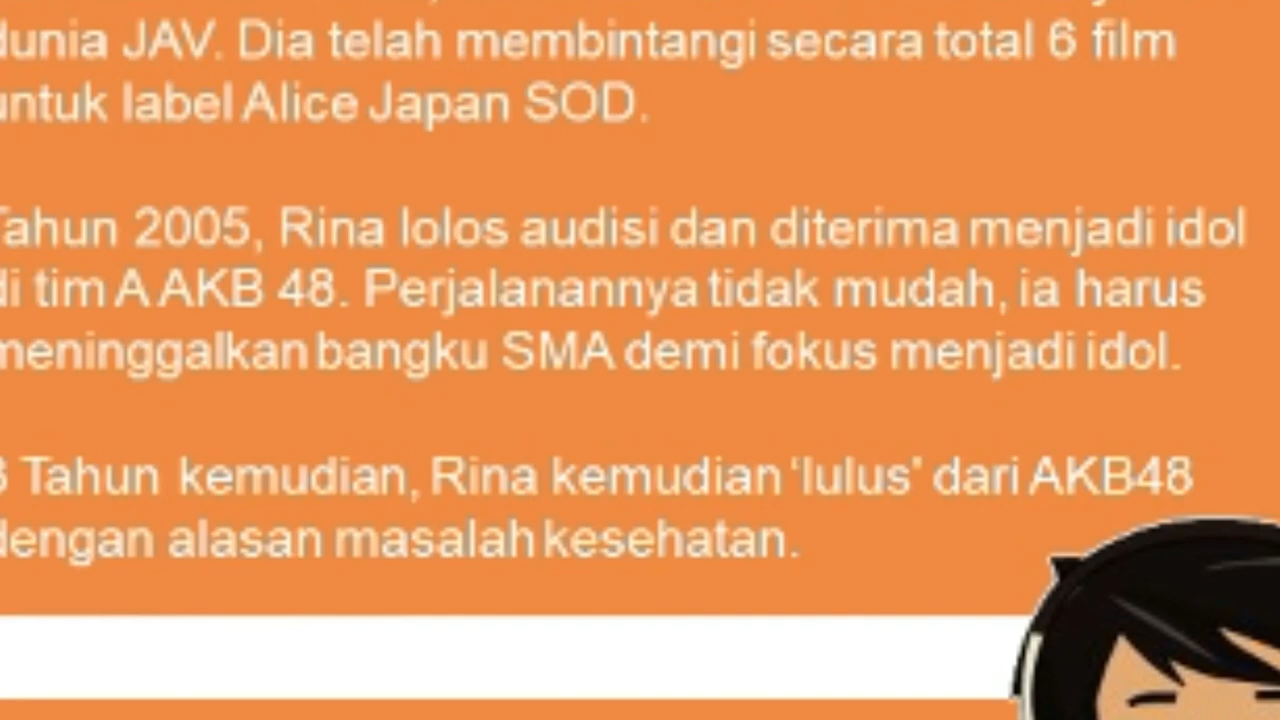 dunia JAV. Dia telah membintangi secara total 6 film
untuk label Alice Japan SOD.
Tahun 2005, Rina lolos audisi dan diterima menjadi idol
di tim A AKB 48. Perjalanannya tidak mudah, ia harus
meninggalkan bangku SMA demi fokus menjadi idol.
3 Tahun kemudian, Rina kemudian 'lulus' dari AKB48
dengan alasan masalah kesehatan.